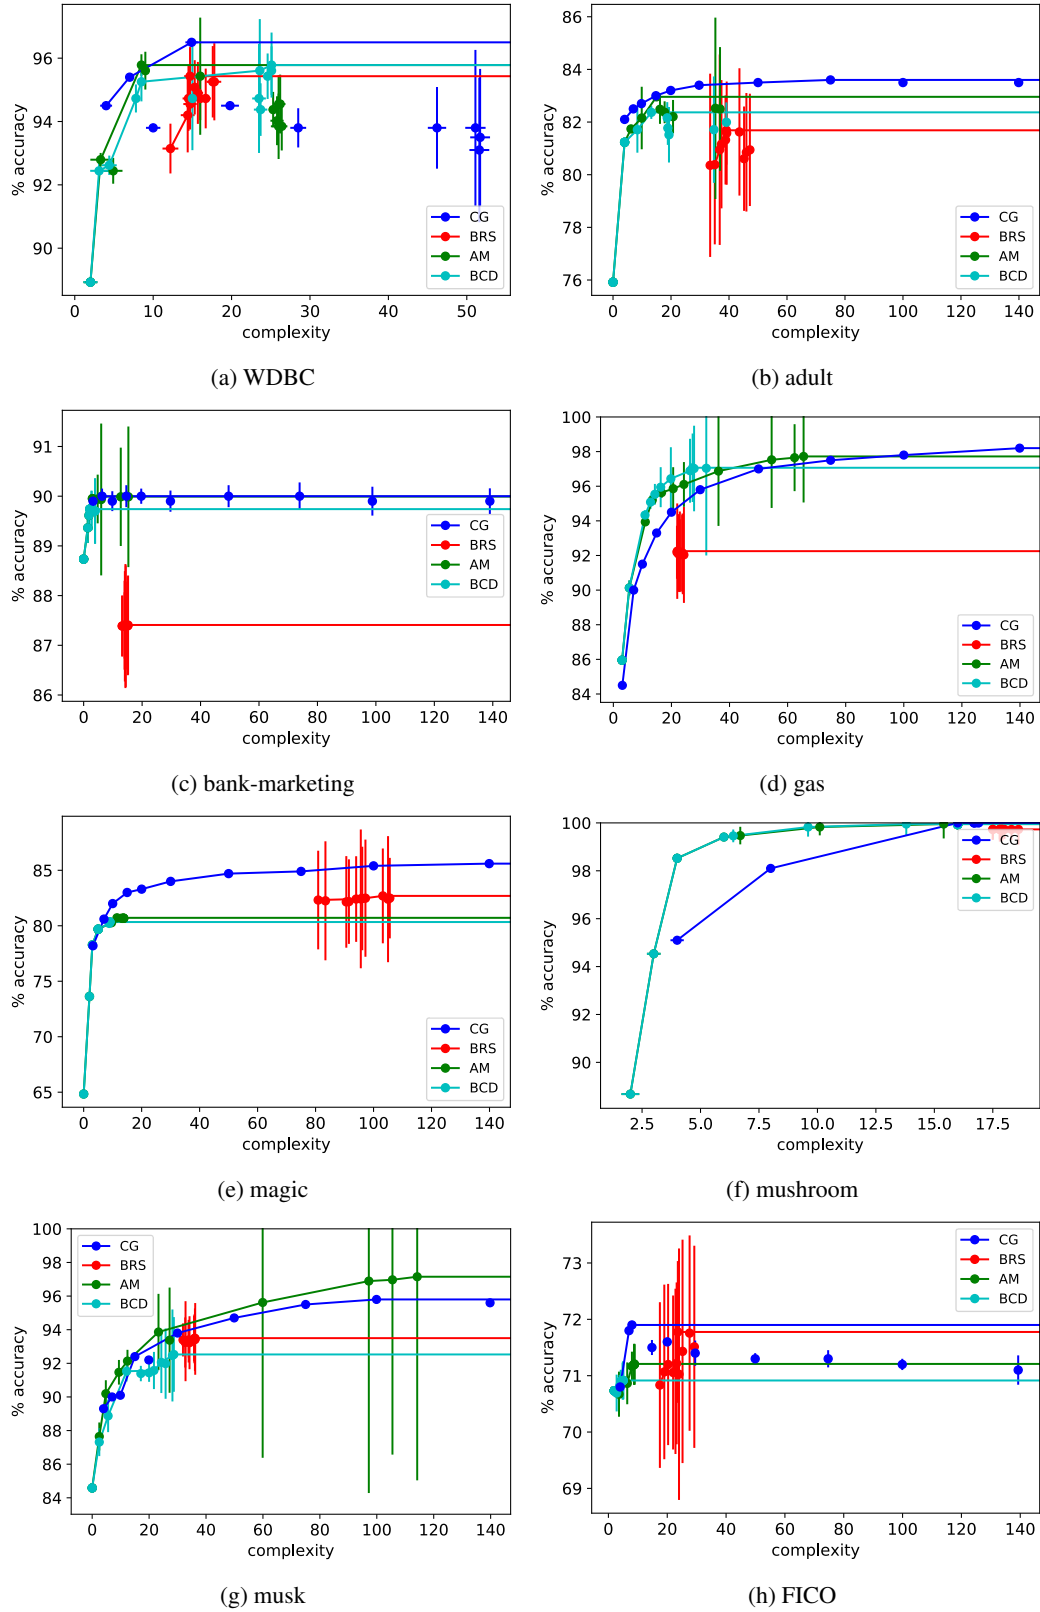 96
94
92
90
% accuracy
0
10
20
30
40
50
complexity
CG
BRS
AM
BCD
(a) WDBC
86
84
82
80
78
76
% accuracy
0
20
40
60
80
100
120
140
complexity
CG
BRS
AM
BCD
(b) adult
91
90
89
88
87
86
% accuracy
0
20
40
60
80
100
120
140
complexity
CG
BRS
AM
BCD
(c) bank-marketing
100
98
96
94
92
90
88
86
84
% accuracy
0
20
40
60
80
100
120
140
complexity
CG
BRS
AM
BCD
(d) gas
85
80
75
70
65
% accuracy
0
20
40
60
80
100
120
140
complexity
CG
BRS
AM
BCD
(e) magic
100
98
96
94
92
90
% accuracy
2.5
5.0
7.5
10.0
12.5
15.0
17.5
complexity
CG
BRS
AM
BCD
(f) mushroom
100
98
96
94
92
90
88
86
84
% accuracy
0
20
40
60
80
100
120
140
complexity
CG
BRS
AM
BCD
(g) musk
73
72
71
70
69
% accuracy
0
20
40
60
80
100
120
140
complexity
CG
BRS
AM
BCD
(h) FICO